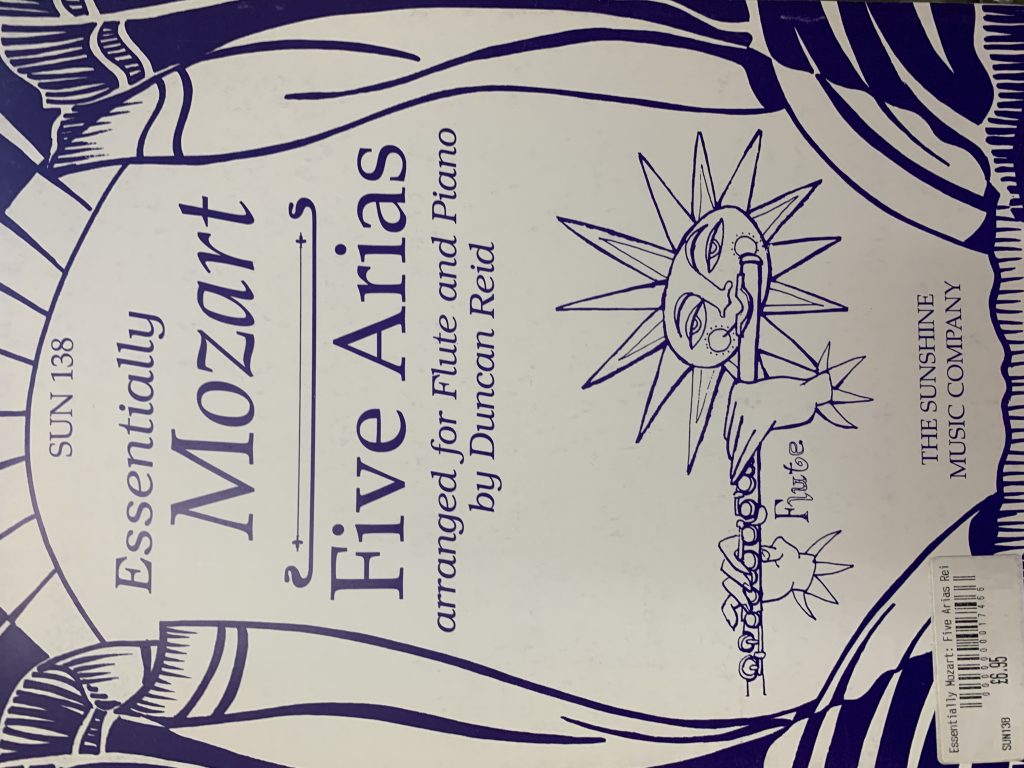 SUN 138
Essentially
Mozart
Five Arias
arranged for Flute and Piano
by Duncan Reid
Flute
THE SUNSHINE
MUSIC COMPANY
Essentially Mozart: Five Arias Rei
0000000017466
£6.95
SUN138